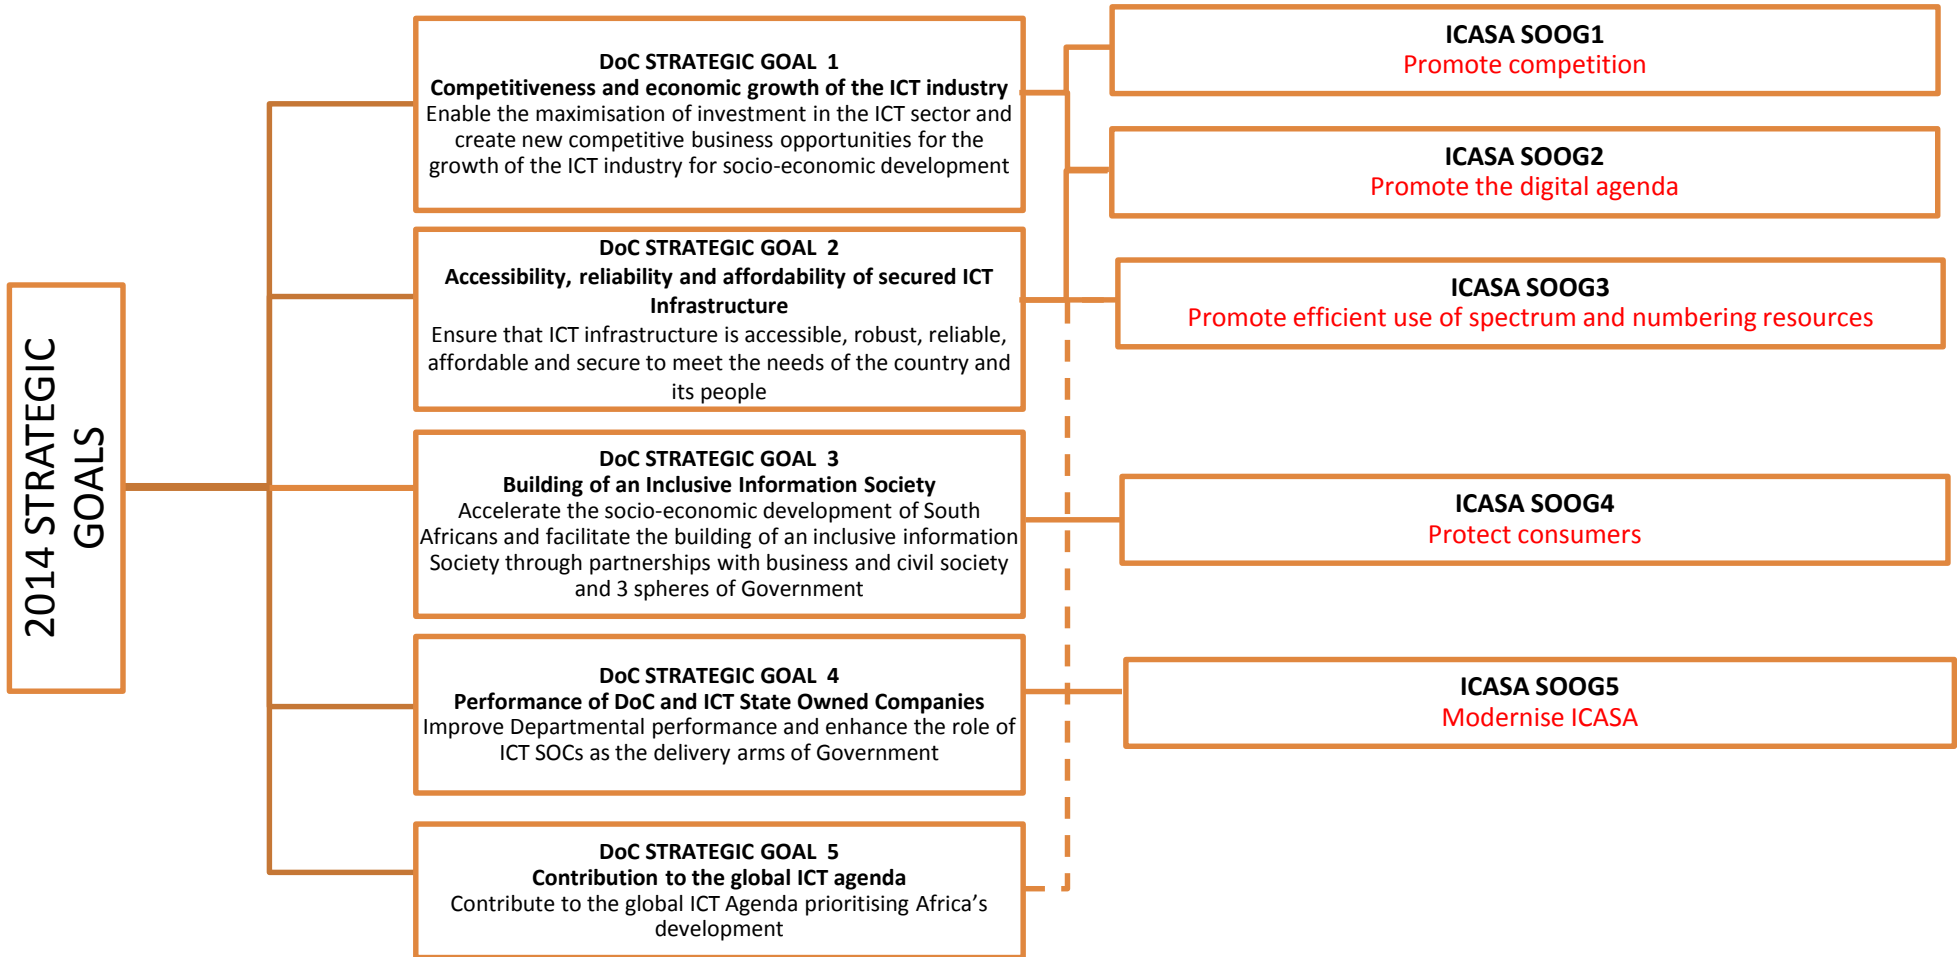 2014 STRATEGIC
GOALS
DoC STRATEGIC GOAL 1
Competitiveness and economic growth of the ICT industry
Enable the maximisation of investment in the ICT sector and
create new competitive business opportunities for the
growth of the ICT industry for socio-economic development
DoC STRATEGIC GOAL 2
Accessibility, reliability and affordability of secured ICT
Infrastructure
Ensure that ICT infrastructure is accessible, robust, reliable,
affordable and secure to meet the needs of the country and
its people
DoC STRATEGIC GOAL 3
Building of an Inclusive Information Society
Accelerate the socio-economic development of South
Africans and facilitate the building of an inclusive information
Society through partnerships with business and civil society
and 3 spheres of Government
DoC STRATEGIC GOAL 4
Performance of DoC and ICT State Owned Companies
Improve Departmental performance and enhance the role of
ICT SOCs as the delivery arms of Government
DoC STRATEGIC GOAL 5
Contribution to the global ICT agenda
Contribute to the global ICT Agenda prioritising Africa's
development
ICASA SOOG1
Promote competition
ICASA SOOG2
Promote the digital agenda
ICASA SOOG3
Promote efficient use of spectrum and numbering resources
ICASA SOOG4
Protect consumers
ICASA SOOG5
Modernise ICASA